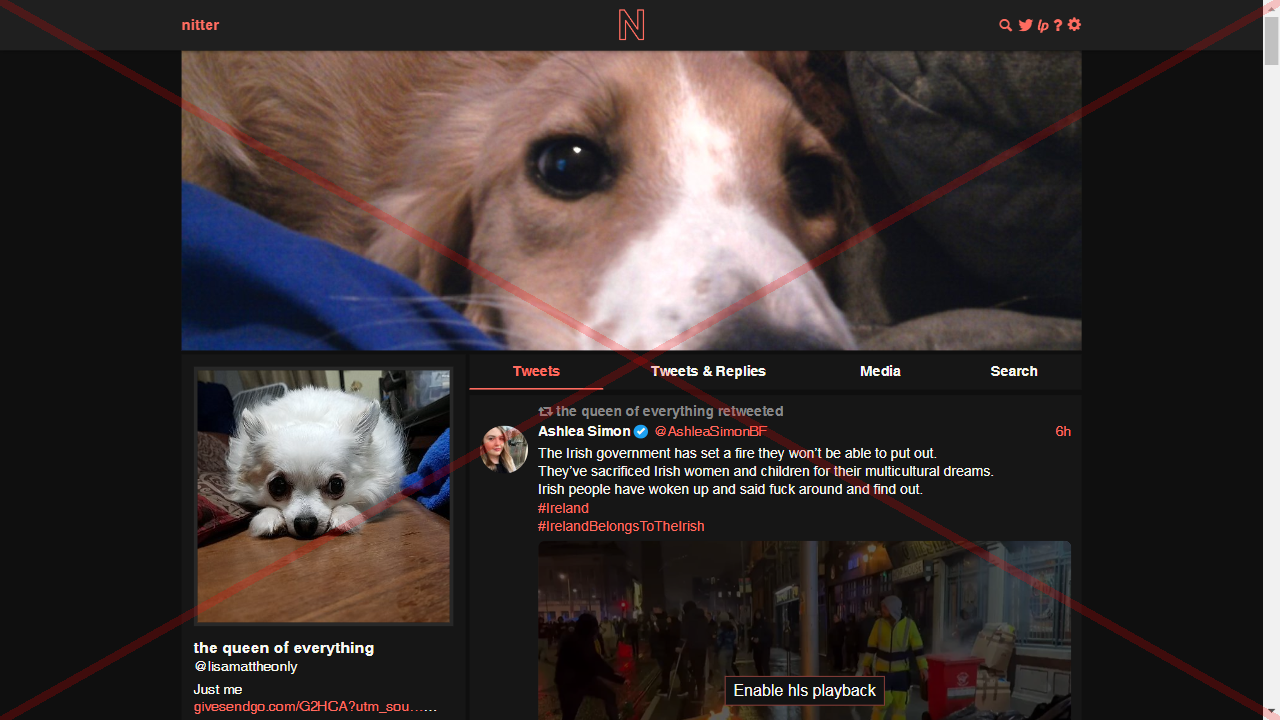 nitter
N
lp ?
Tweets
Tweets & Replies
Media
Search
the queen of everything retweeted
Ashlea Simon @AshleaSimonBF 6h
The Irish government has set a fire they won't be able to put out.
They've sacrificed Irish women and children for their multicultural dreams.
Irish people have woken up and said fuck around and find out.
#Ireland
#IrelandBelongsToTheIrish
Enable hls playback
the queen of everything
@lisamattheonly
Just me
givesendgo.com/G2HCA?utm_sou……